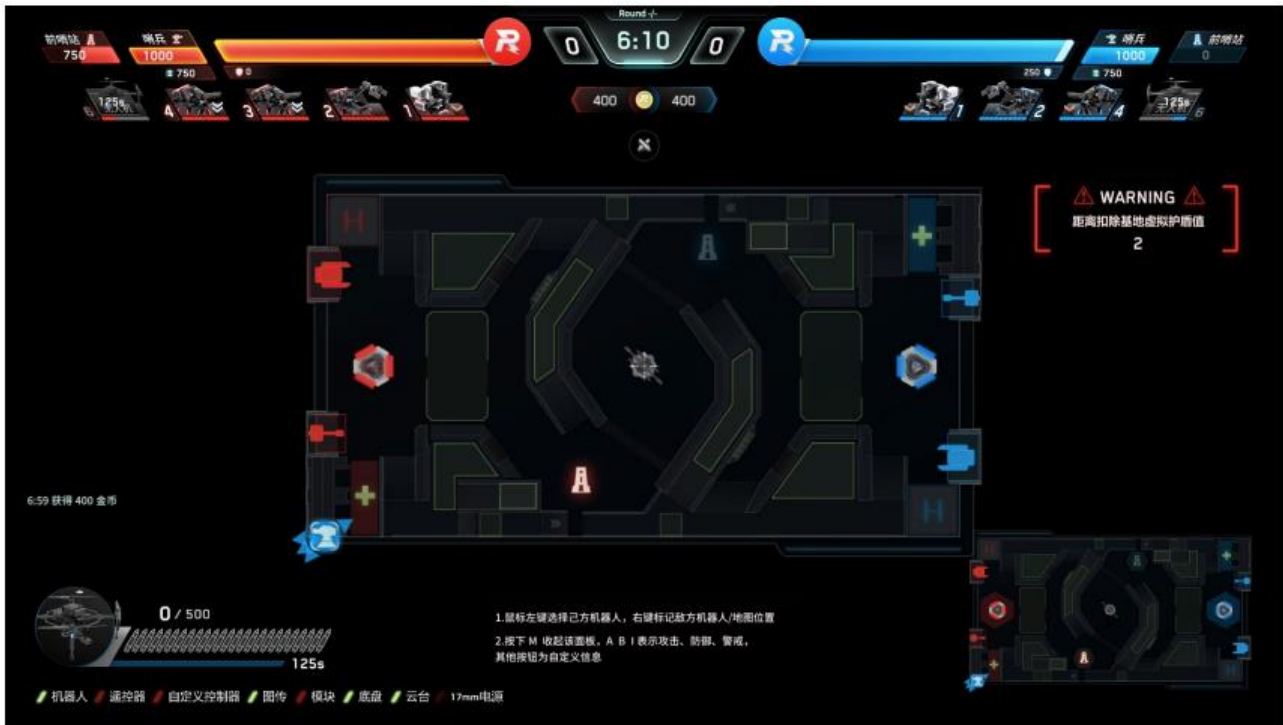 Round
前哨站
750
哨兵
1000
750
0
0
6:10
0
哨兵
1000
前哨站
0
250
750
125s
6
4
3
2
1
400
400
1
2
4
125s
6
H
WARNING
距离扣除基地虚拟护盾值
2
6:59 获得 400 金币
H
0 / 500
125s
1.鼠标左键选择己方机器人，右键标记敌方机器人/地图位置
2.按下 M 收起该面板，A B I 表示攻击、防御、警戒，
其他按钮为自定义信息
机器人 遥控器 自定义控制器 图传 模块 底盘 云台 17mm电源